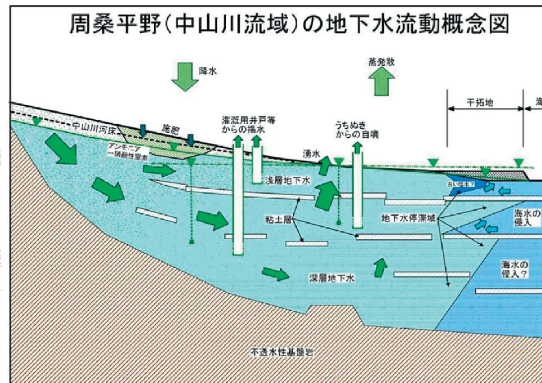 周桑平野(中山川流域)の地下水流動概念図
降水
蒸発散
干拓地
海
中山川河床
施肥
灌漑用井戸等
からの揚水
うちぬき
からの自噴
アンモニア
→硝酸性窒素
湧水
浅層地下水
粘土層
地下水停滞域
海水の
侵入
海水の
侵入?
深層地下水
不透水性基盤岩